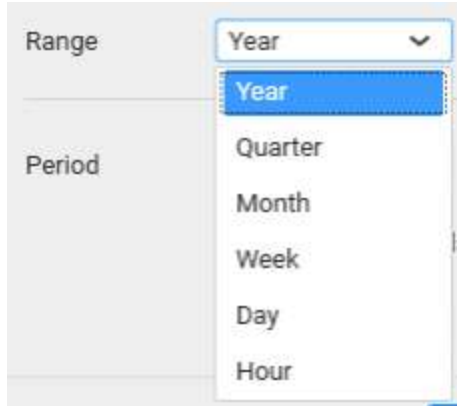 Range Year
Year
Quarter
Period
Month
Week
Day
Hour